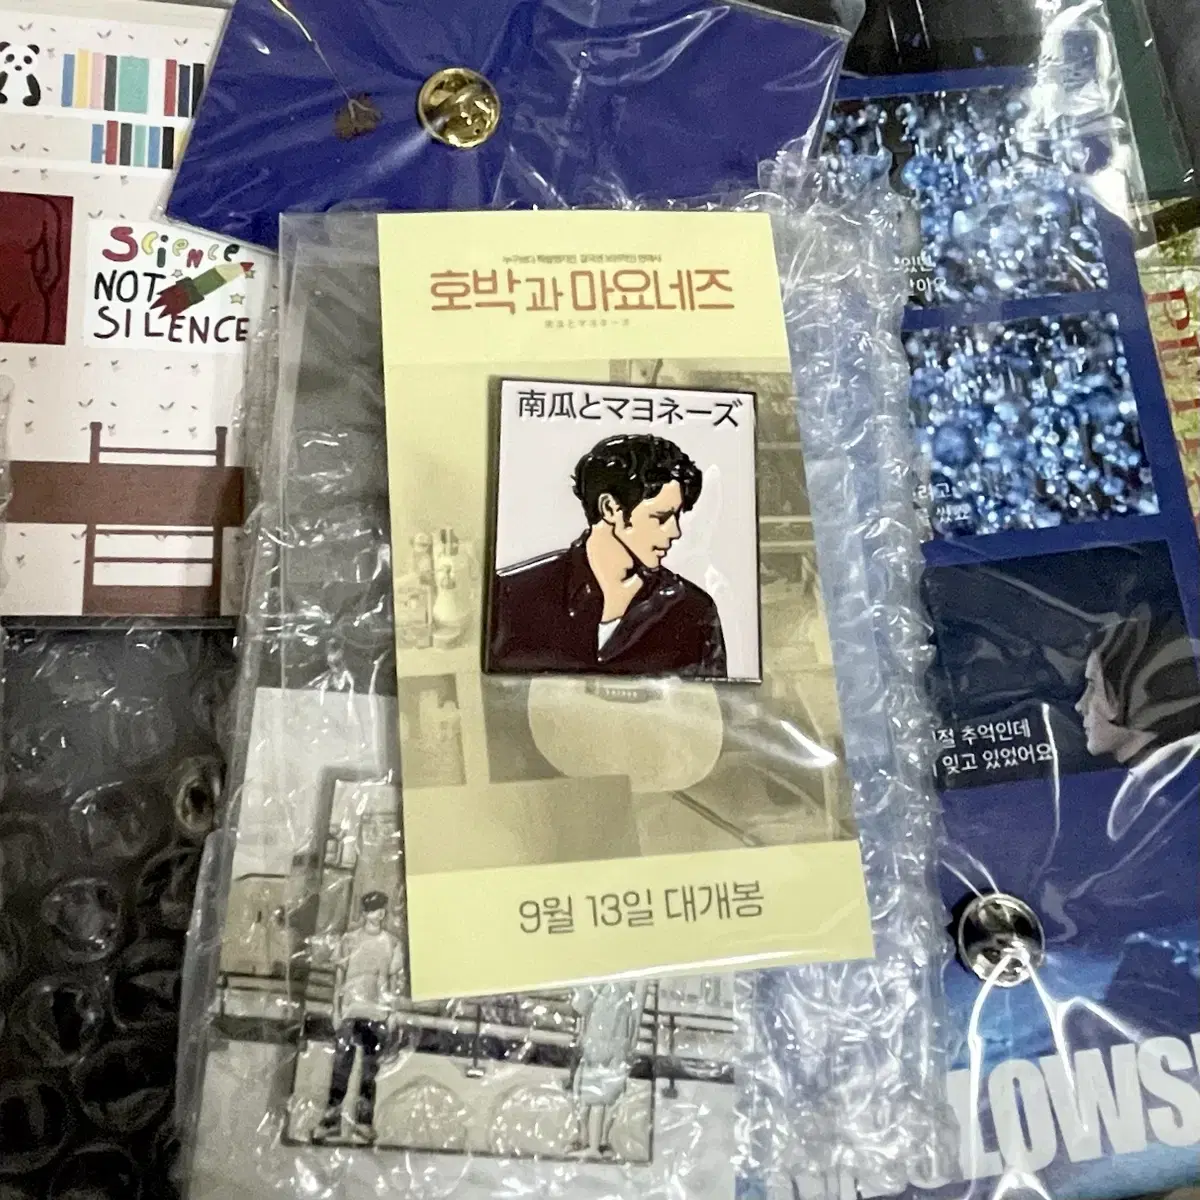 Science
NOT
SILENCE
호박과 마요네즈
南瓜とマヨネーズ
南瓜とマヨネーズ
9월 13일 대개봉
추억인데
잊고 있었어요
LOWS